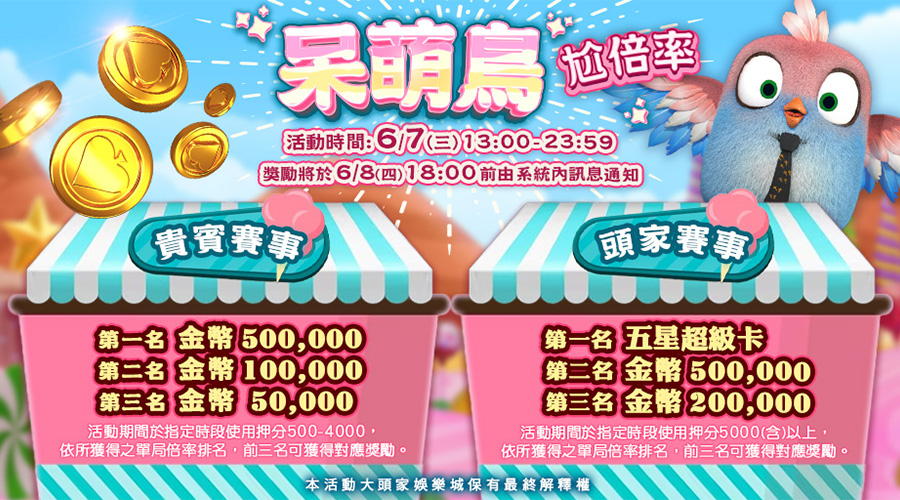 呆萌鳥 尬倍率
活動時間:6/7(三)13:00-23:59
獎勵將於6/8(四)18:00前由系統內訊息通知
貴賓賽事
第一名 金幣 500,000
第二名 金幣 100,000
第三名 金幣 50,000
活動期間於指定時段使用押分500-4000，
依所獲得之單局倍率排名，前三名可獲得對應獎勵。
頭家賽事
第一名 五星超級卡
第二名 金幣 500,000
第三名 金幣 200,000
活動期間於指定時段使用押分5000(含)以上，
依所獲得之單局倍率排名，前三名可獲得對應獎勵。
本活動大頭家娛樂城保有最終解釋權